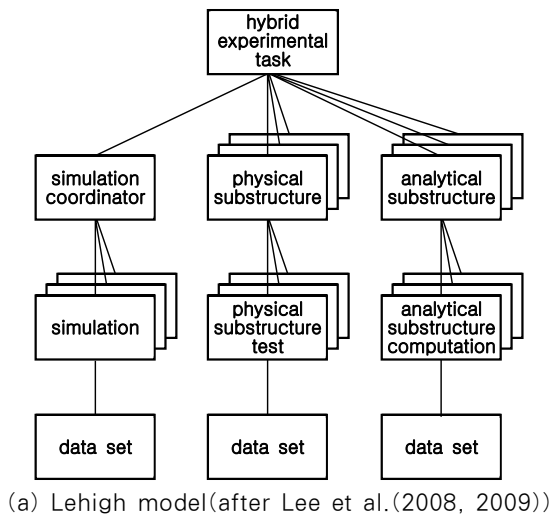 hybrid
experimental
task
simulation
coordinator
physical
substructure
analytical
substructure
simulation
physical
substructure
test
analytical
substructure
computation
data set
data set
data set
(a) Lehigh model(after Lee et al.(2008, 2009))